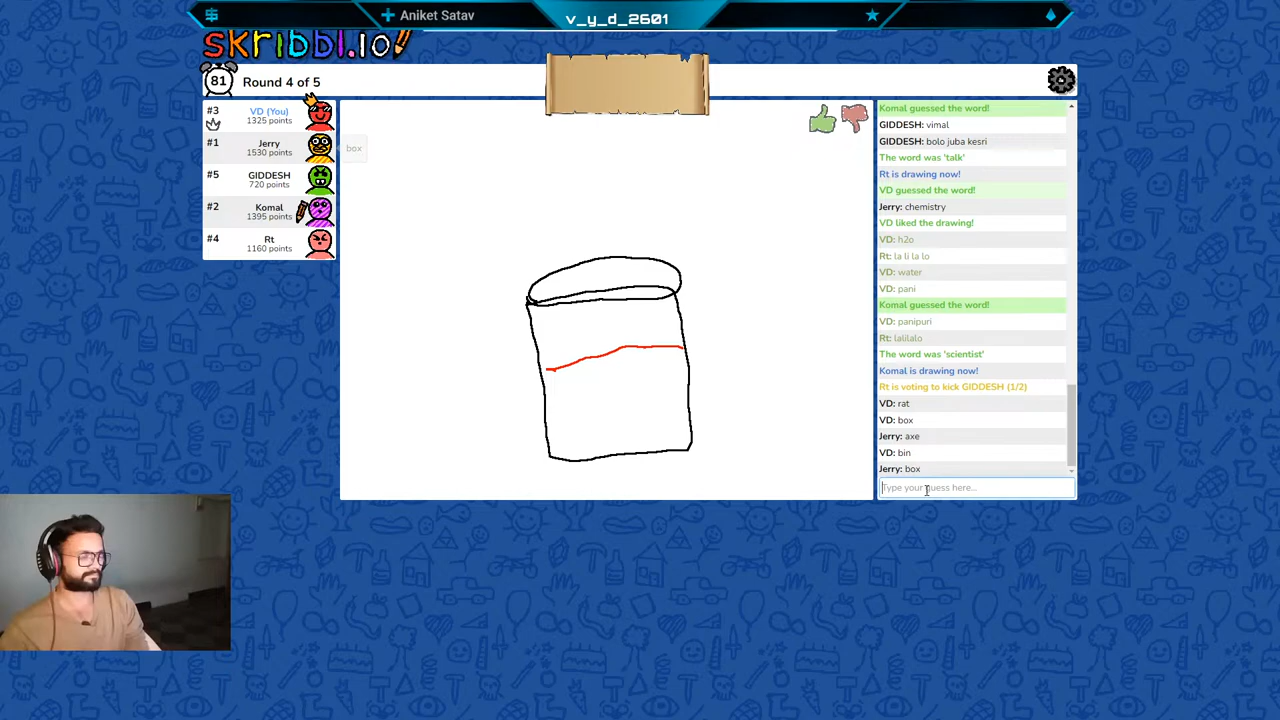 Aniket Satav
v_y_d_2601
skribbl.io
81
Round 4 of 5
#3
VD (You)
1325 points
#1
Jerry
1530 points
#5
GIDDESH
720 points
#2
Komal
1395 points
#4
Rt
1160 points
box
Komal guessed the word!
GIDDESH: vimal
GIDDESH: bolo juba kesri
The word was 'talk'
Rt is drawing now!
VD guessed the word!
Jerry: chemistry
VD liked the drawing!
VD: h2o
Rt: la li la lo
VD: water
VD: pani
Komal guessed the word!
VD: panipuri
Rt: lalilalo
The word was 'scientist'
Komal is drawing now!
Rt is voting to kick GIDDESH (1/2)
VD: rat
VD: box
Jerry: axe
VD: bin
Jerry: box
Type your guess here...